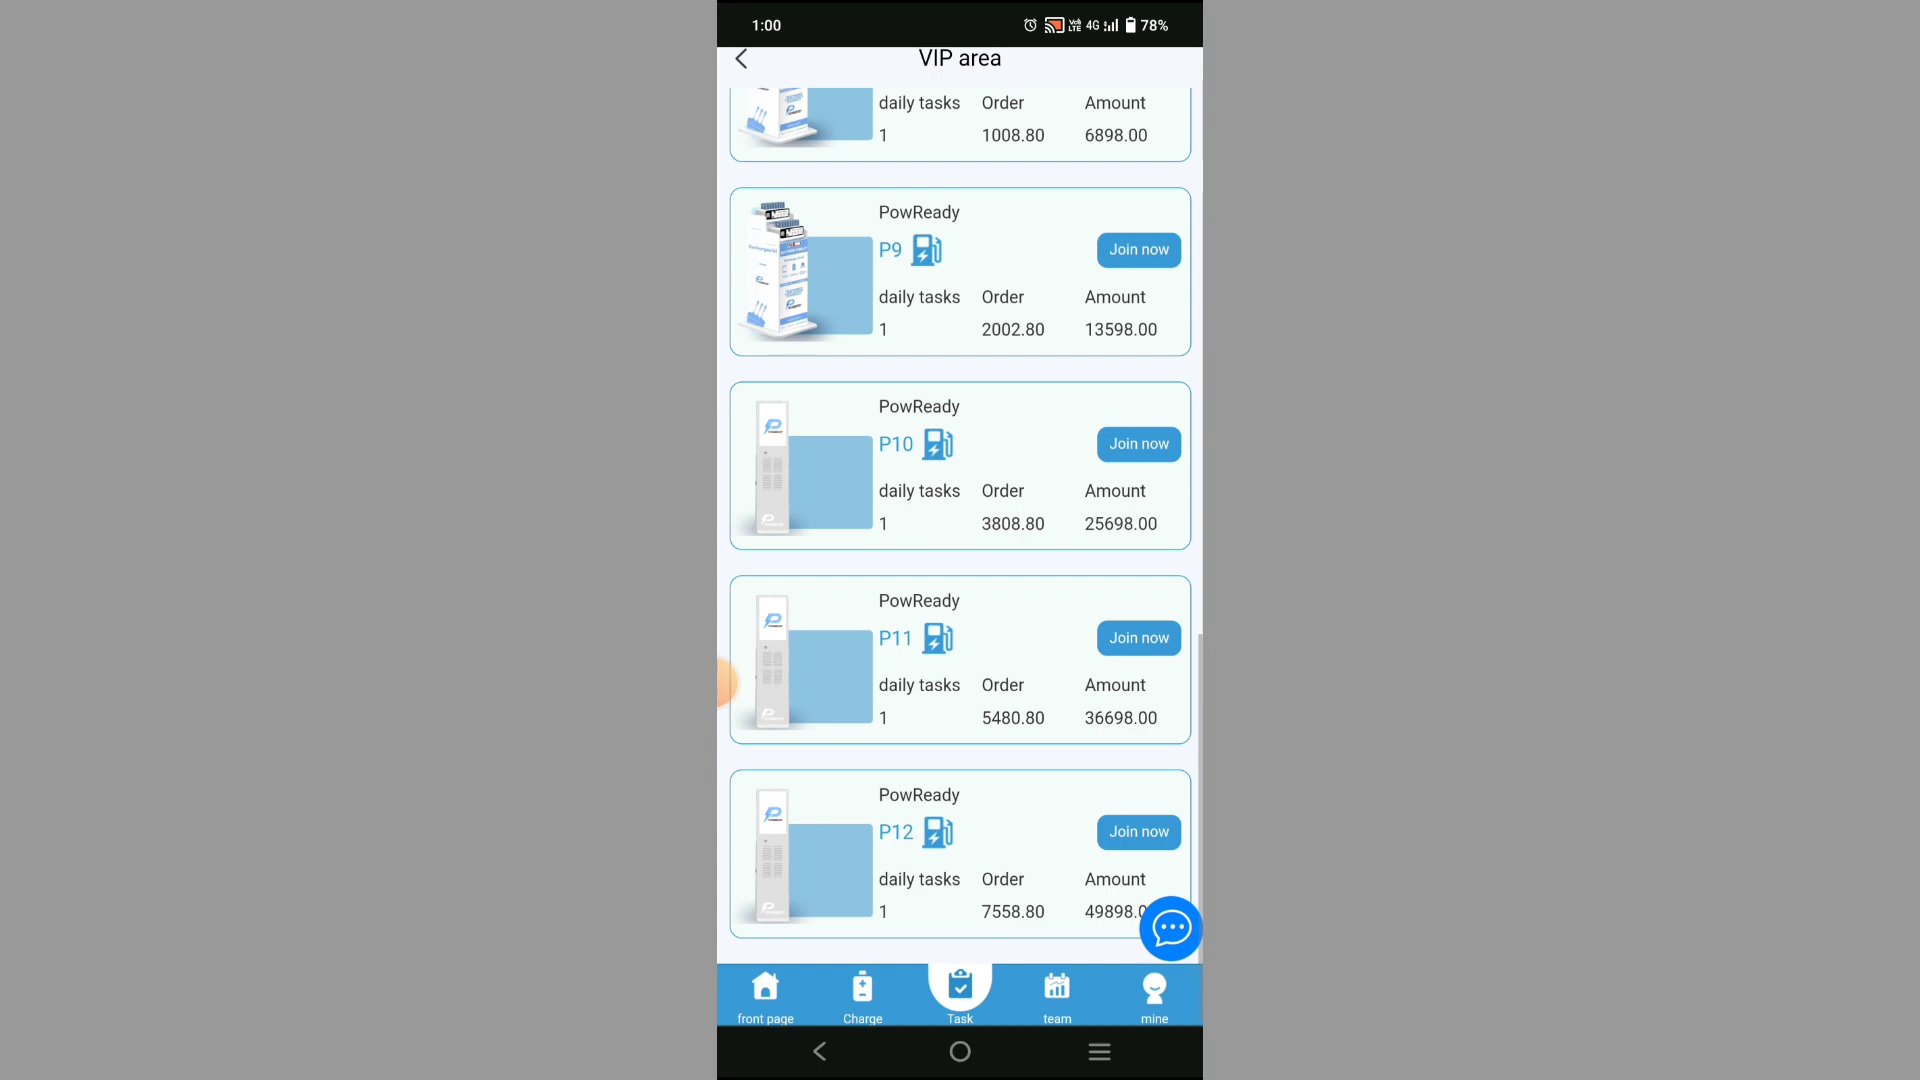 1:00
4G 78%
VIP area
daily tasks Order Amount
1 1008.80 6898.00
PowReady
P9
Join now
daily tasks Order Amount
1 2002.80 13598.00
PowReady
P10
Join now
daily tasks Order Amount
1 3808.80 25698.00
PowReady
P11
Join now
daily tasks Order Amount
1 5480.80 36698.00
PowReady
P12
Join now
daily tasks Order Amount
1 7558.80
front page Charge Task team mine